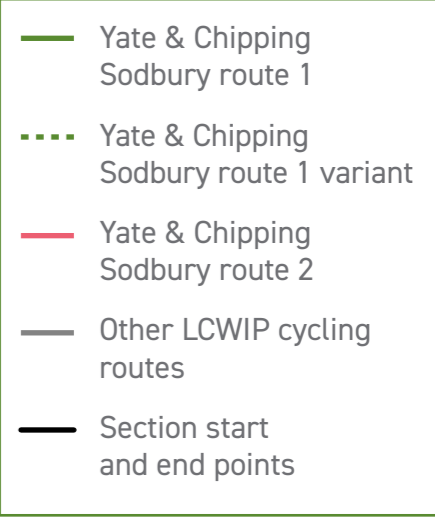 Yate & Chipping
Sodbury route 1
Yate & Chipping
Sodbury route 1 variant
Yate & Chipping
Sodbury route 2
Other LCWIP cycling
routes
Section start
and end points